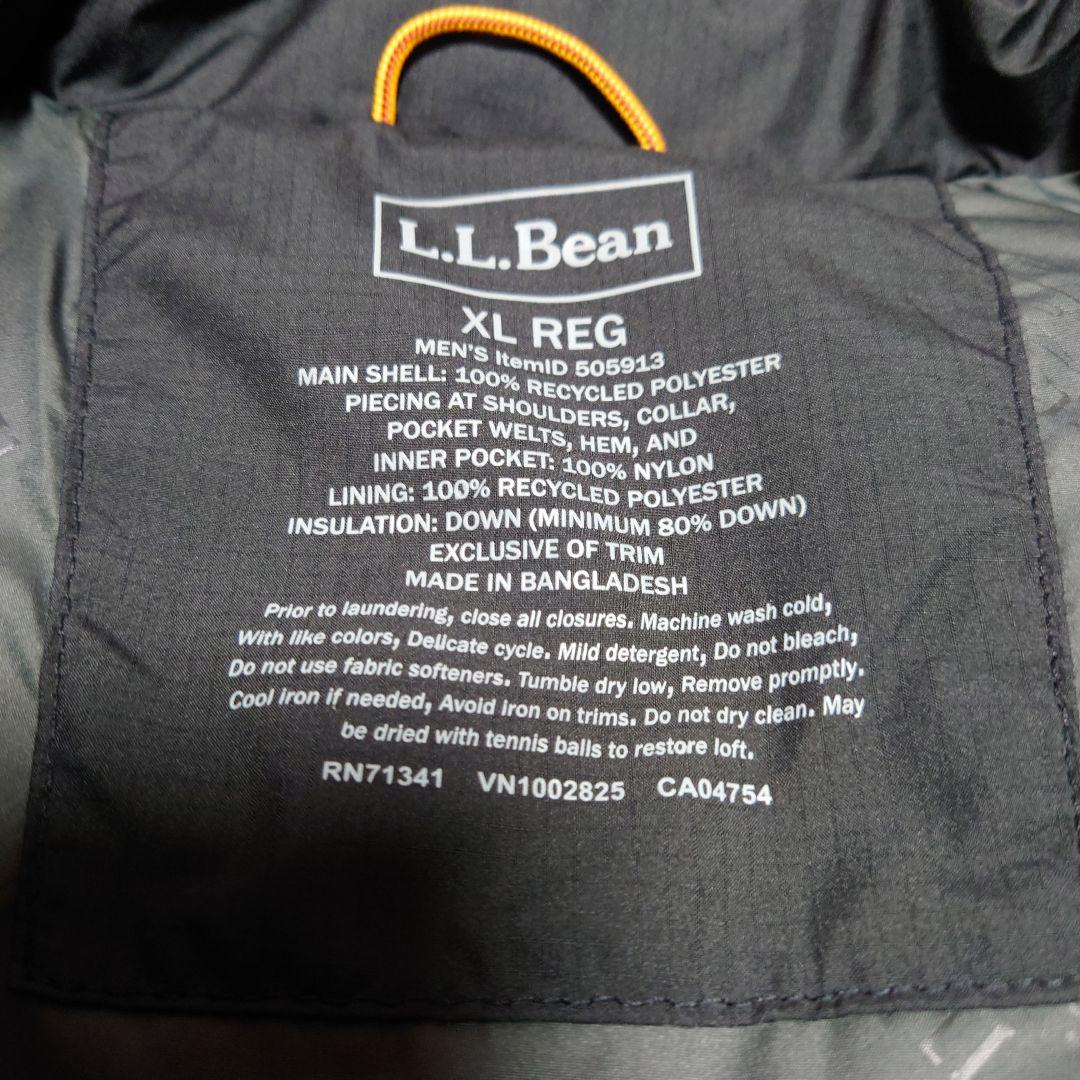 L.L.Bean
XL REG
MEN'S ItemID 505913
MAIN SHELL: 100% RECYCLED POLYESTER
PIECING AT SHOULDERS, COLLAR,
POCKET WELTS, HEM, AND
INNER POCKET: 100% NYLON
LINING: 100% RECYCLED POLYESTER
INSULATION: DOWN (MINIMUM 80% DOWN)
EXCLUSIVE OF TRIM
MADE IN BANGLADESH
Prior to laundering, close all closures. Machine wash cold,
With like colors, Delicate cycle. Mild detergent, Do not bleach,
Do not use fabric softeners. Tumble dry low, Remove promptly.
Cool iron if needed, Avoid iron on trims. Do not dry clean. May
be dried with tennis balls to restore loft.
RN71341 VN1002825 CA04754